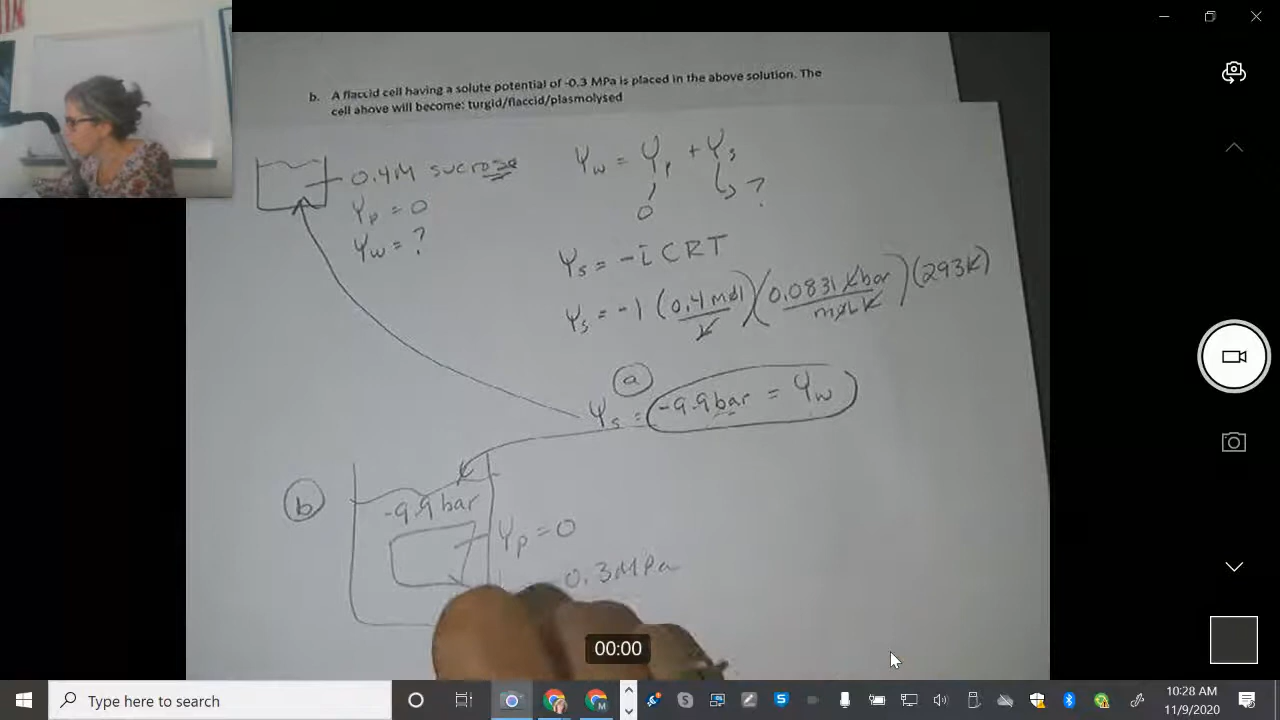 b. A flaccid cell having a solute potential of -0.3 MPa is placed in the above solution. The
cell above will become: turgid/flaccid/plasmolysed
0.4M sucrose
Ψp = 0
Ψw = ?
Ψw = Ψp + Ψs
0 ?
Ψs = -iCRT
Ψs = -1 (0.4 mol / L) (0.0831 L bar / mol K) (293K)
a
Ψs = -9.9 bar = Ψw
b
-9.9 bar
Ψp = 0
0.3 MPa
00:00
Type here to search
10:28 AM
11/9/2020